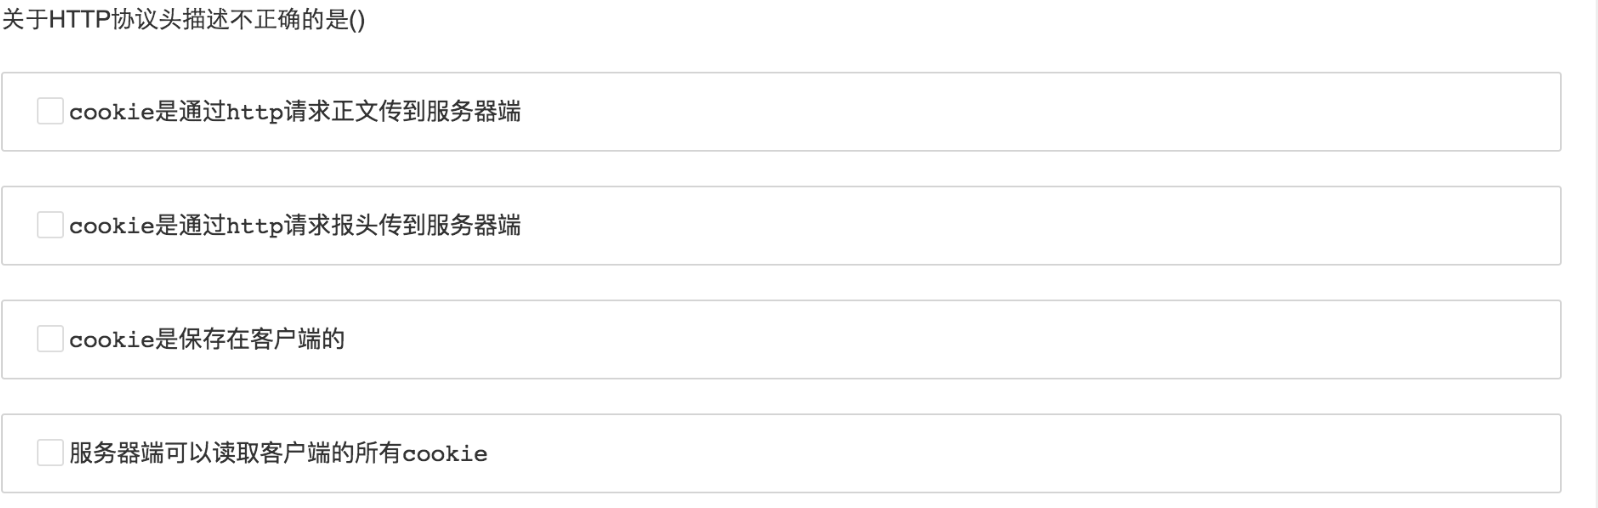 关于HTTP协议头描述不正确的是()
cookie是通过http请求正文传到服务器端
cookie是通过http请求报头传到服务器端
cookie是保存在客户端的
服务器端可以读取客户端的所有cookie